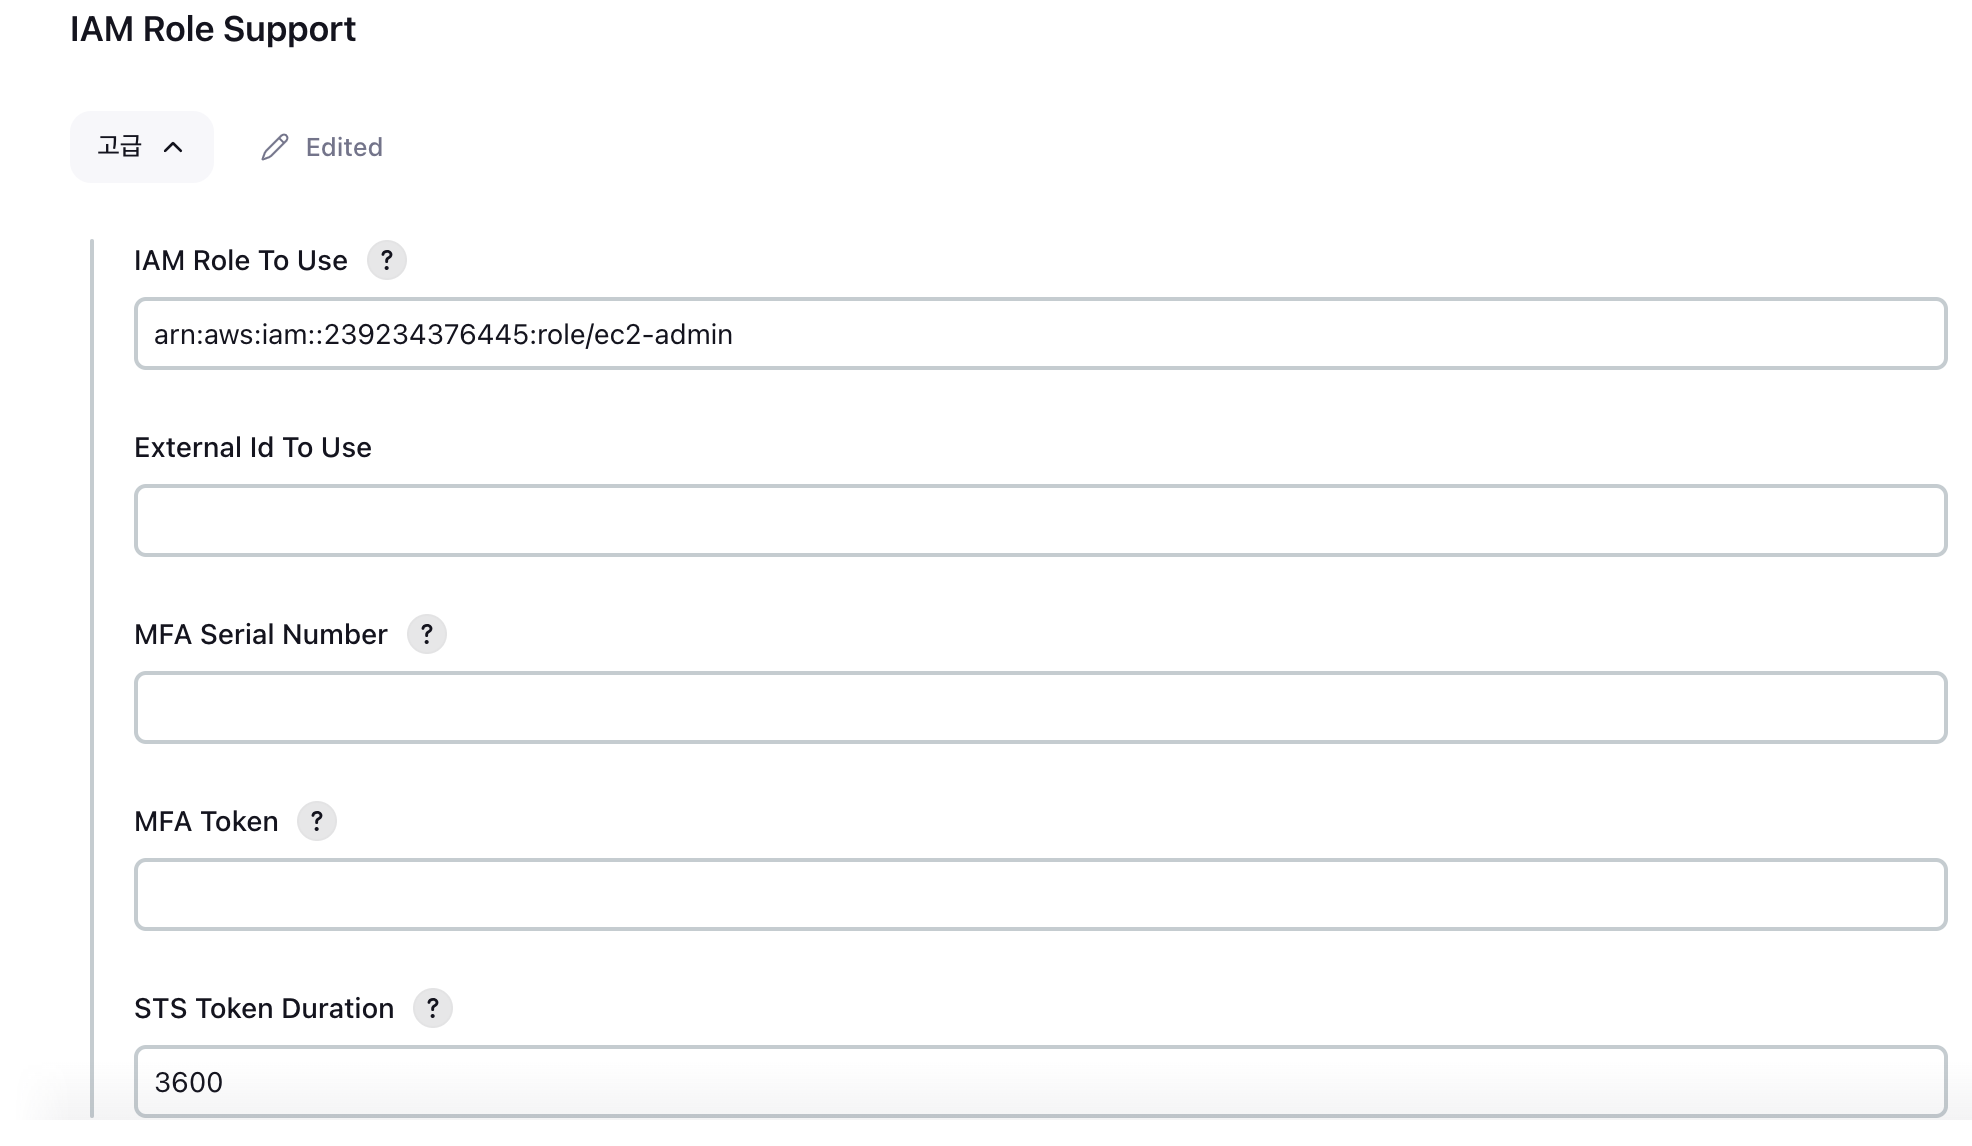 IAM Role Support
고급
Edited
IAM Role To Use ?
arn:aws:iam::239234376445:role/ec2-admin
External Id To Use
MFA Serial Number ?
MFA Token ?
STS Token Duration ?
3600